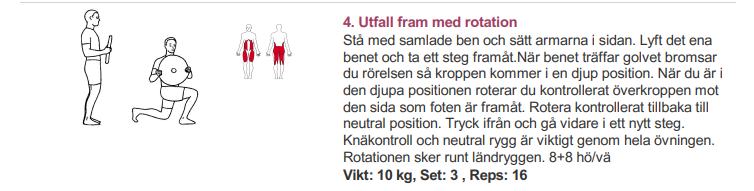 4. Utfall fram med rotation
Stå med samlade ben och sätt armarna i sidan. Lyft det ena
benet och ta ett steg framåt.När benet träffar golvet bromsar
du rörelsen så kroppen kommer i en djup position. När du är i
den djupa positionen roterar du kontrollerat överkroppen mot
den sida som foten är framåt. Rotera kontrollerat tillbaka till
neutral position. Tryck ifrån och gå vidare i ett nytt steg.
Knäkontroll och neutral rygg är viktigt genom hela övningen.
Rotationen sker runt ländryggen. 8+8 hö/vä
Vikt: 10 kg, Set: 3 , Reps: 16